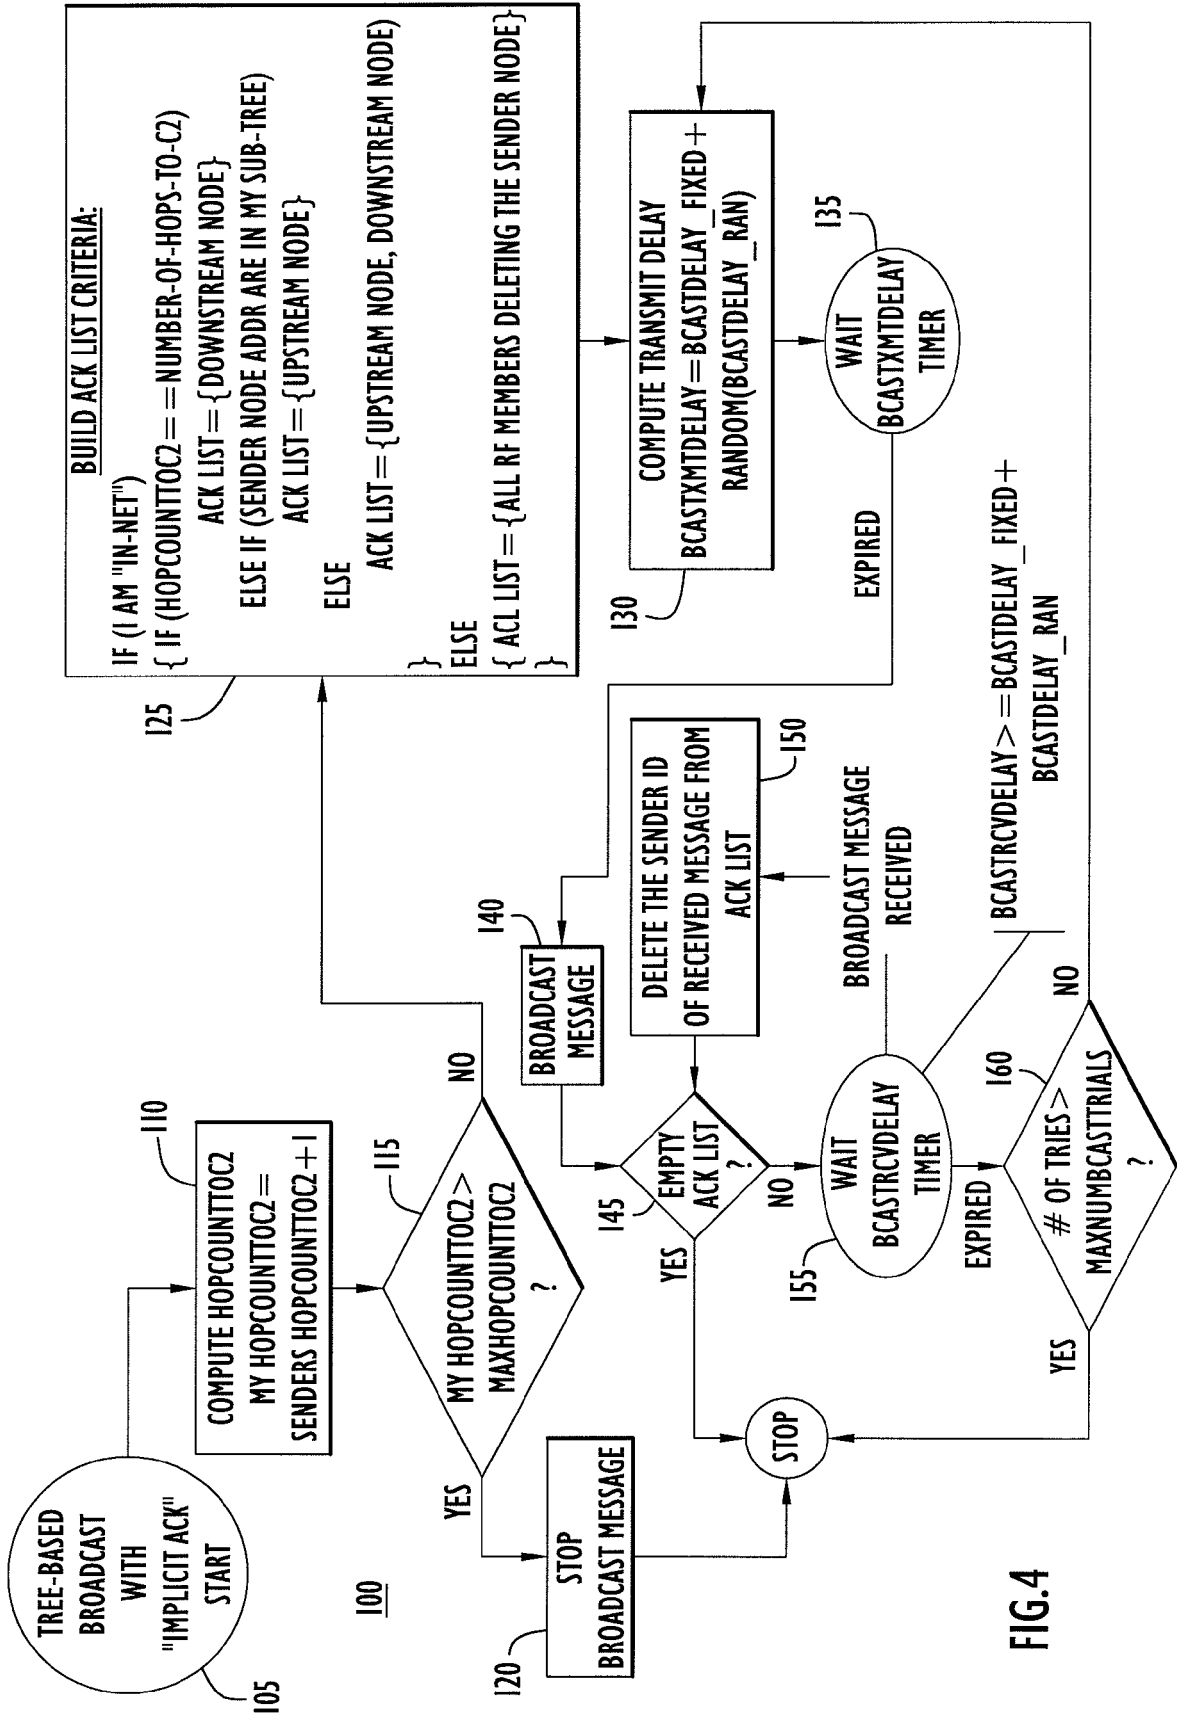 TREE-BASED
BROADCAST
WITH
"IMPLICIT ACK"
START
105
100
110
COMPUTE HOPCOUNTTOC2
MY HOPCOUNTTOC2=
SENDERS HOPCOUNTTOC2+1
115
MY HOPCOUNTTOC2>
MAXHOPCOUNTTOC2
?
YES
NO
120
STOP
BROADCAST MESSAGE
125
BUILD ACK LIST CRITERIA:
IF (I AM "IN-NET")
{ IF (HOPCOUNTTOC2==NUMBER-OF-HOPS-TO-C2)
ACK LIST={DOWNSTREAM NODE}
ELSE IF (SENDER NODE ADDR ARE IN MY SUB-TREE)
ACK LIST={UPSTREAM NODE}
ELSE
ACK LIST={UPSTREAM NODE, DOWNSTREAM NODE)
}
ELSE
{ ACL LIST={ALL RF MEMBERS DELETING THE SENDER NODE}
}
130
COMPUTE TRANSMIT DELAY
BCASTXMTDELAY=BCASTDELAY_FIXED+
RANDOM(BCASTDELAY_RAN)
135
WAIT
BCASTXMTDELAY
TIMER
EXPIRED
140
BROADCAST
MESSAGE
145
EMPTY
ACK LIST
?
YES
NO
150
DELETE THE SENDER ID
OF RECEIVED MESSAGE FROM
ACK LIST
BROADCAST MESSAGE
RECEIVED
155
WAIT
BCASTRCVDELAY
TIMER
EXPIRED
BCASTRCVDELAY>=BCASTDELAY_FIXED+
BCASTDELAY_RAN
160
# OF TRIES>
MAXNUMBCASTTRIALS
?
YES
NO
STOP
FIG.4